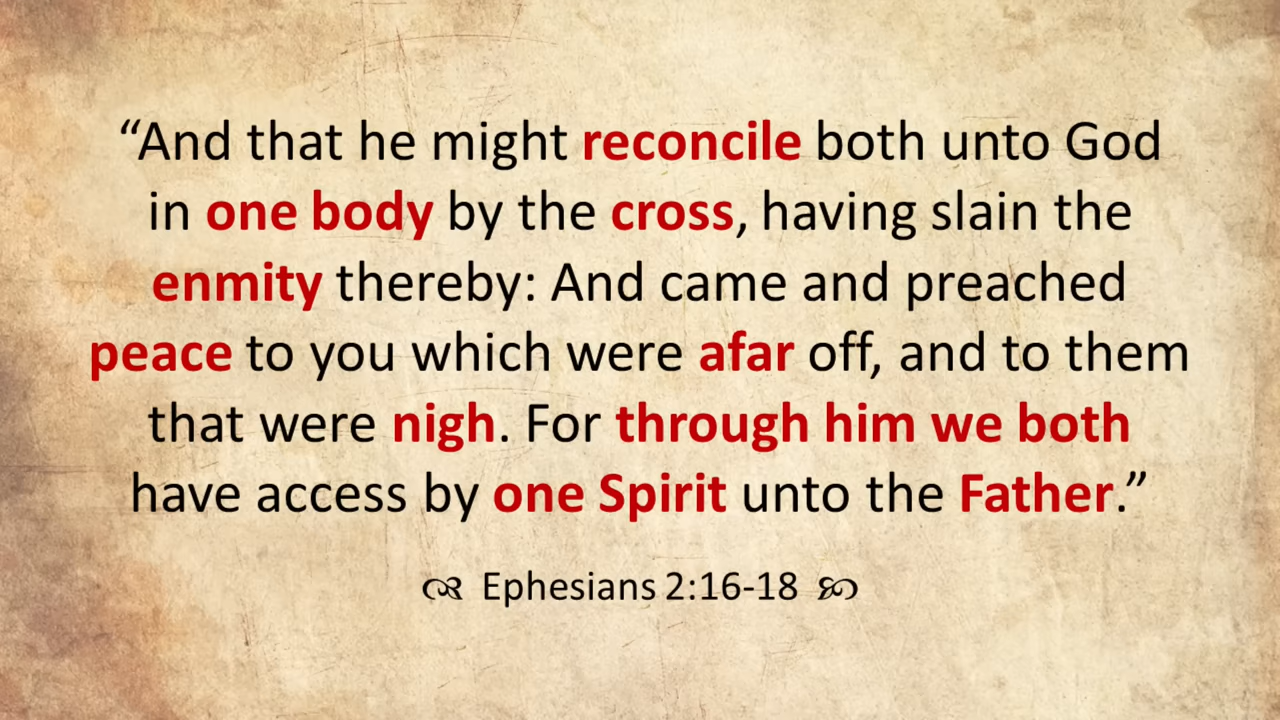 “And that he might reconcile both unto God
in one body by the cross, having slain the
enmity thereby: And came and preached
peace to you which were afar off, and to them
that were nigh. For through him we both
have access by one Spirit unto the Father.”
Ephesians 2:16-18